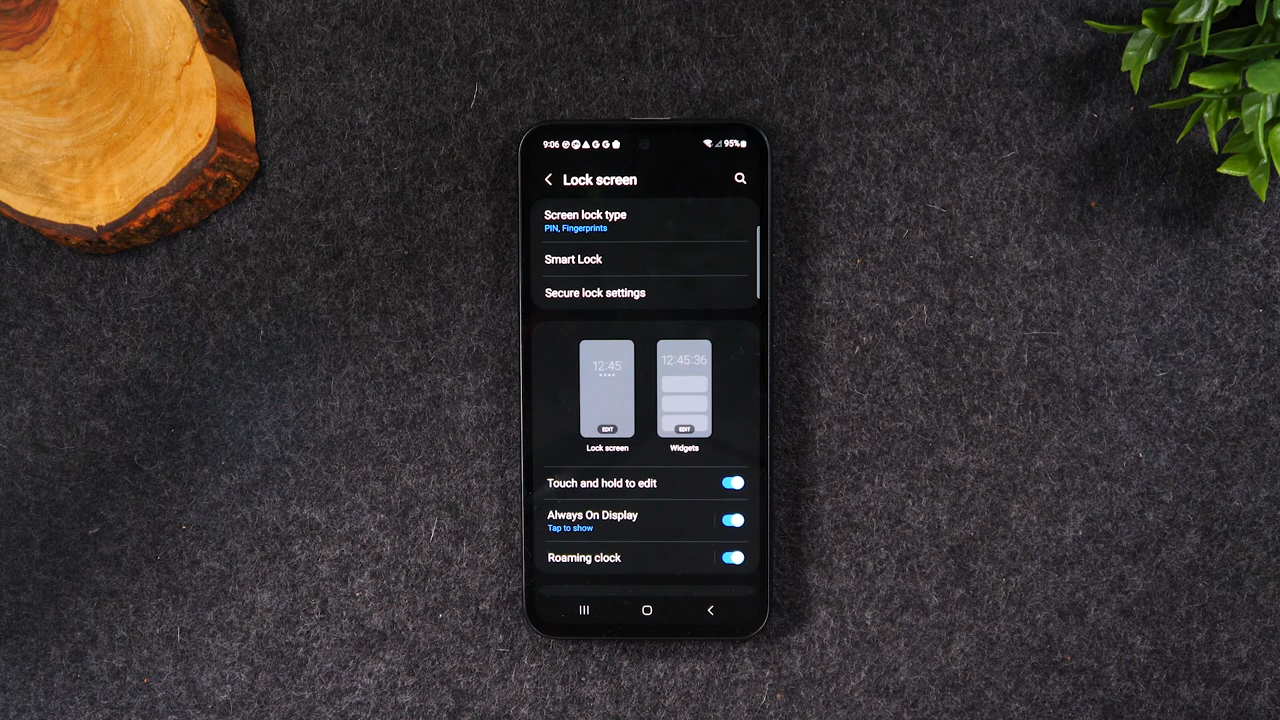 9:06
95%
Lock screen
Screen lock type
PIN, Fingerprints
Smart Lock
Secure lock settings
12:45
12:45:36
EDIT
EDIT
Lock screen
Widgets
Touch and hold to edit
Always On Display
Tap to show
Roaming clock